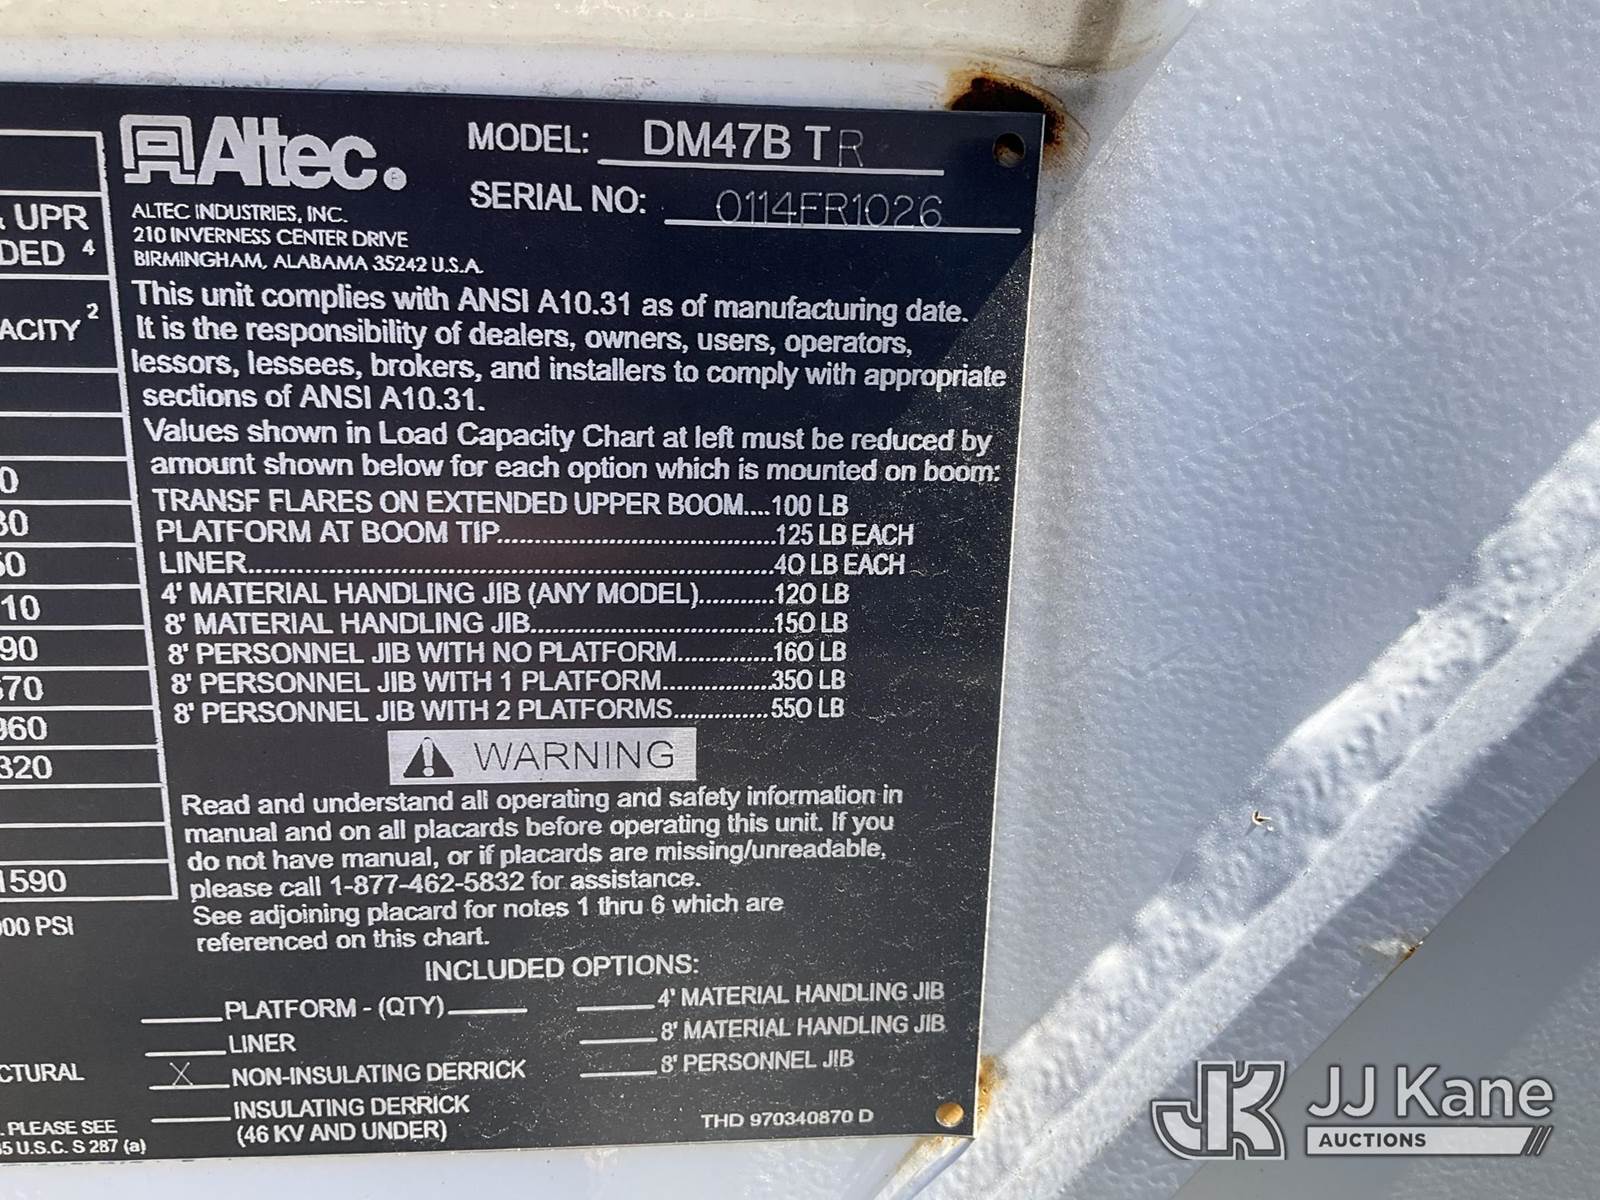 & UPR
DED 4
ACITY 2
0
30
50
10
90
70
960
320
1590
000 PSI
CTURAL
PLEASE SEE
35 U.S.C. S 287 (a)
Altec®
ALTEC INDUSTRIES, INC.
210 INVERNESS CENTER DRIVE
BIRMINGHAM, ALABAMA 35242 U.S.A.
MODEL: DM47B TR
SERIAL NO: 0114FR1026
This unit complies with ANSI A10.31 as of manufacturing date.
It is the responsibility of dealers, owners, users, operators,
lessors, lessees, brokers, and installers to comply with appropriate
sections of ANSI A10.31.
Values shown in Load Capacity Chart at left must be reduced by
amount shown below for each option which is mounted on boom:
TRANSF FLARES ON EXTENDED UPPER BOOM....100 LB
PLATFORM AT BOOM TIP......................................125 LB EACH
LINER........................................................................40 LB EACH
4' MATERIAL HANDLING JIB (ANY MODEL)...........120 LB
8' MATERIAL HANDLING JIB.................................150 LB
8' PERSONNEL JIB WITH NO PLATFORM.............160 LB
8' PERSONNEL JIB WITH 1 PLATFORM...............350 LB
8' PERSONNEL JIB WITH 2 PLATFORMS.............550 LB
WARNING
Read and understand all operating and safety information in
manual and on all placards before operating this unit. If you
do not have manual, or if placards are missing/unreadable,
please call 1-877-462-5832 for assistance.
See adjoining placard for notes 1 thru 6 which are
referenced on this chart.
INCLUDED OPTIONS:
____PLATFORM - (QTY)____
____LINER
X NON-INSULATING DERRICK
____INSULATING DERRICK
(46 KV AND UNDER)
____4' MATERIAL HANDLING JIB
____8' MATERIAL HANDLING JIB
____8' PERSONNEL JIB
THD 970340870 D
JK JJ Kane
AUCTIONS